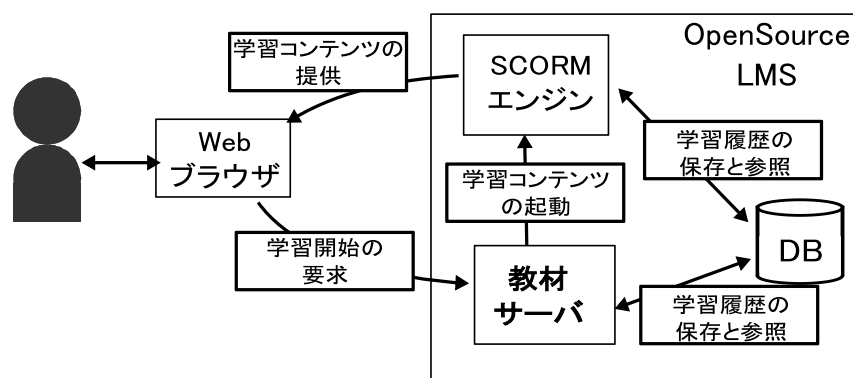 OpenSource
LMS
学習コンテンツの
提供
SCORM
エンジン
Web
ブラウザ
学習履歴の
保存と参照
学習コンテンツ
の起動
学習開始の
要求
教材
サーバ
DB
学習履歴の
保存と参照